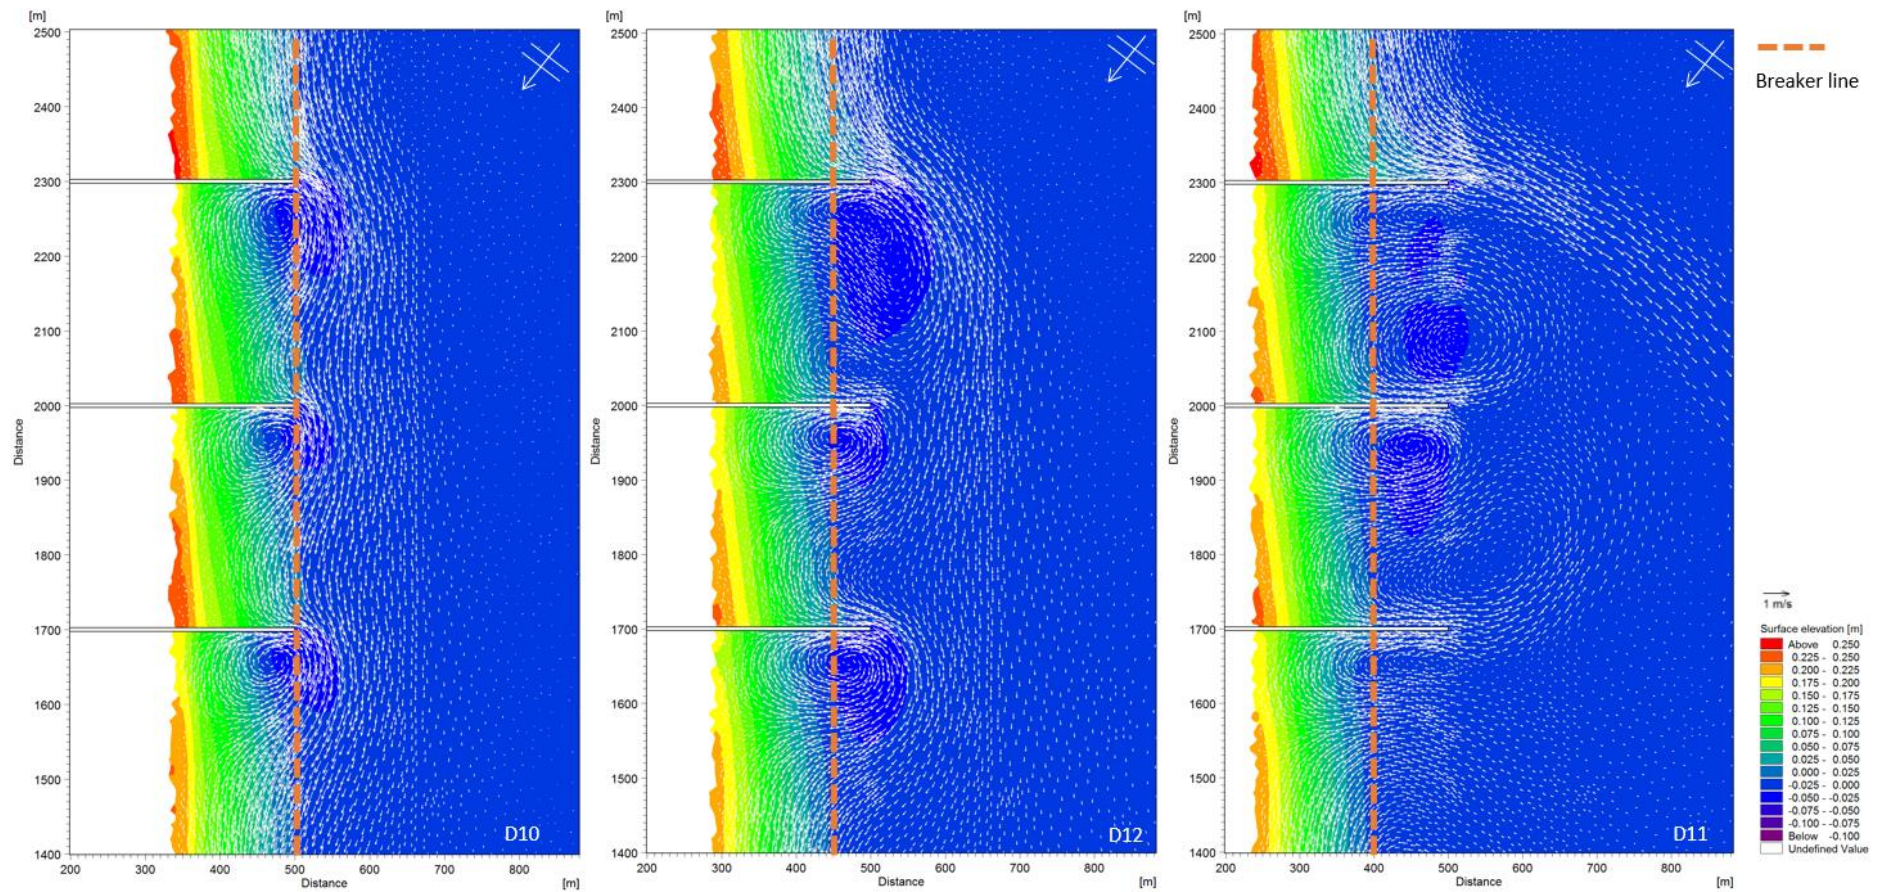 [m]
2500
2400
2300
2200
2100
2000
1900
1800
1700
1600
1500
1400
Distance
200 300 400 500 600 700 800
Distance [m]
D10
[m]
2500
2400
2300
2200
2100
2000
1900
1800
1700
1600
1500
1400
Distance
200 300 400 500 600 700 800
Distance [m]
D12
[m]
2500
2400
2300
2200
2100
2000
1900
1800
1700
1600
1500
1400
Distance
200 300 400 500 600 700 800
Distance [m]
D11
Breaker line
1 m/s
Surface elevation [m]
Above 0.250
0.225 - 0.250
0.200 - 0.225
0.175 - 0.200
0.150 - 0.175
0.125 - 0.150
0.100 - 0.125
0.075 - 0.100
0.050 - 0.075
0.025 - 0.050
0.000 - 0.025
-0.025 - 0.000
-0.050 - -0.025
-0.075 - -0.050
-0.100 - -0.075
Below -0.100
Undefined Value